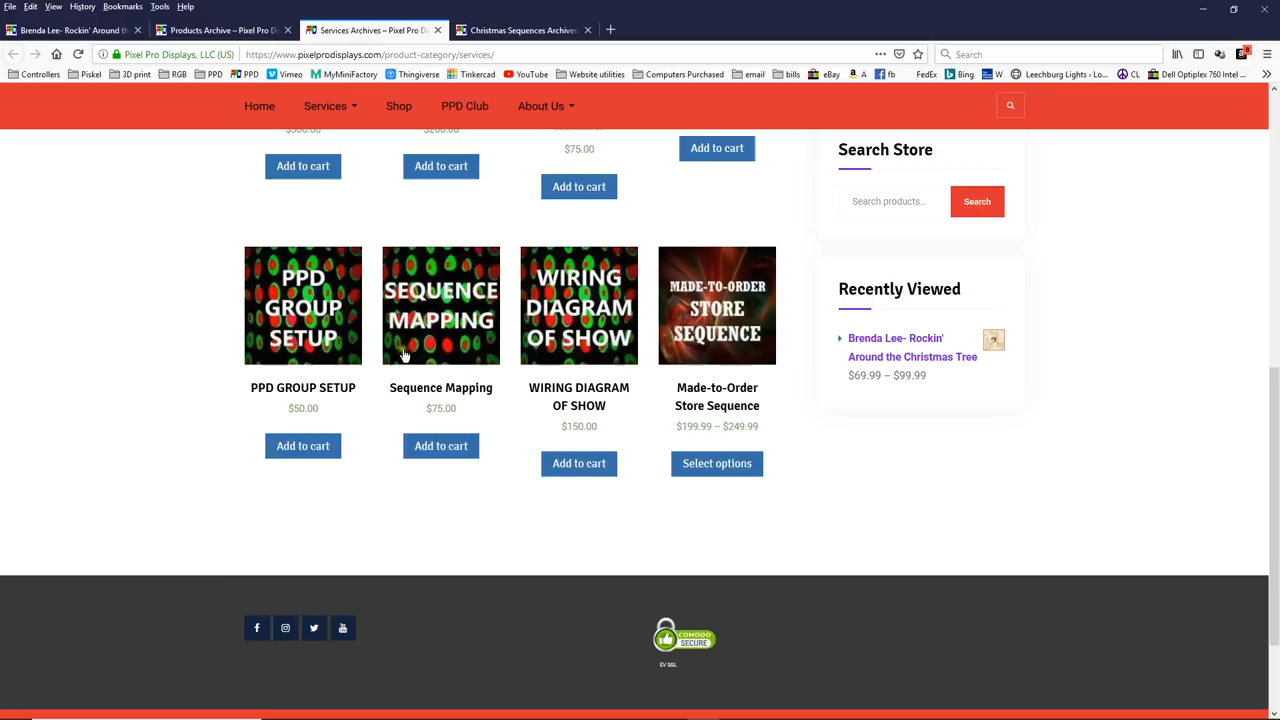 File Edit View History Bookmarks Tools Help
Brenda Lee- Rockin' Around th
Products Archive – Pixel Pro D
Services Archives – Pixel Pro D
Christmas Sequences Archives
Pixel Pro Displays, LLC (US)
https://www.pixelprodisplays.com/product-category/services/
Search
8
Controllers
Piskel
3D print
RGB
PPD
PPD
Vimeo
MyMiniFactory
Thingiverse
Tinkercad
YouTube
Website utilities
Computers Purchased
email
bills
eBay
A
fb
FedEx
Bing
W
Leechburg Lights › Lo...
CL
Dell Optiplex 760 Intel ...
Home
Services
Shop
PPD Club
About Us
$75.00
Add to cart
Add to cart
Add to cart
Add to cart
Search Store
Search products...
Search
PPD
GROUP
SETUP
SEQUENCE
MAPPING
WIRING
DIAGRAM
OF SHOW
MADE-TO-ORDER
STORE
SEQUENCE
PPD GROUP SETUP
$50.00
Add to cart
Sequence Mapping
$75.00
Add to cart
WIRING DIAGRAM
OF SHOW
$150.00
Add to cart
Made-to-Order
Store Sequence
$199.99 – $249.99
Select options
Recently Viewed
Brenda Lee- Rockin'
Around the Christmas Tree
$69.99 – $99.99
COMODO
SECURE
EV SSL